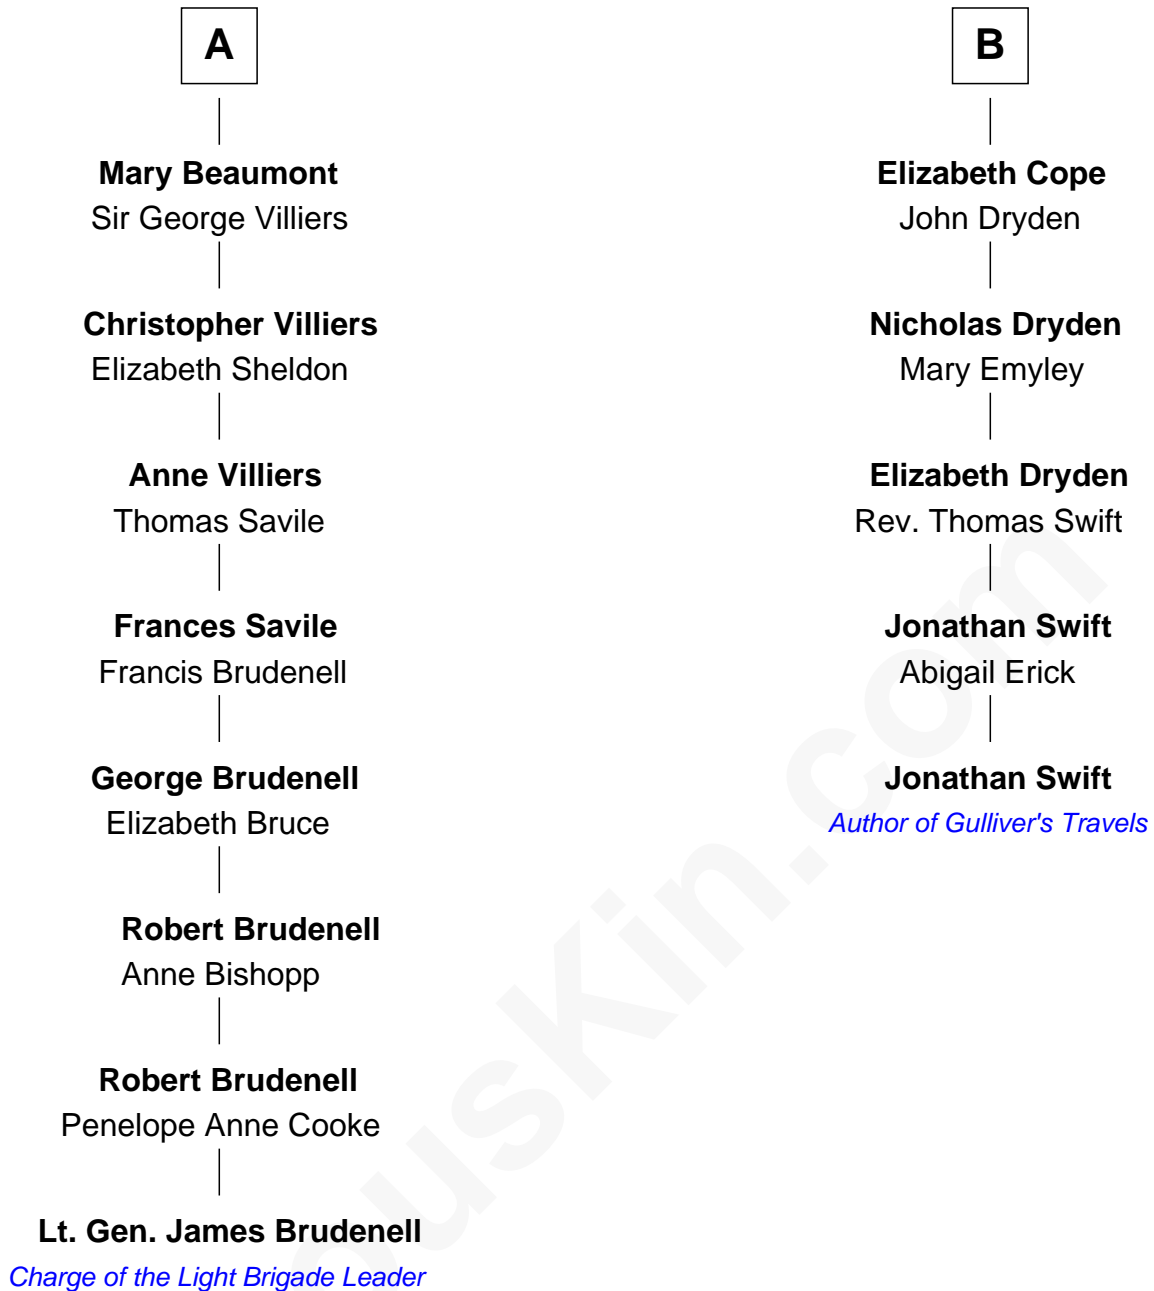 A
Mary Beaumont
Sir George Villiers
Christopher Villiers
Elizabeth Sheldon
Anne Villiers
Thomas Savile
Frances Savile
Francis Brudenell
George Brudenell
Elizabeth Bruce
Robert Brudenell
Anne Bishopp
Robert Brudenell
Penelope Anne Cooke
Lt. Gen. James Brudenell
Charge of the Light Brigade Leader
B
Elizabeth Cope
John Dryden
Nicholas Dryden
Mary Emyley
Elizabeth Dryden
Rev. Thomas Swift
Jonathan Swift
Abigail Erick
Jonathan Swift
Author of Gulliver's Travels
ousKin.com